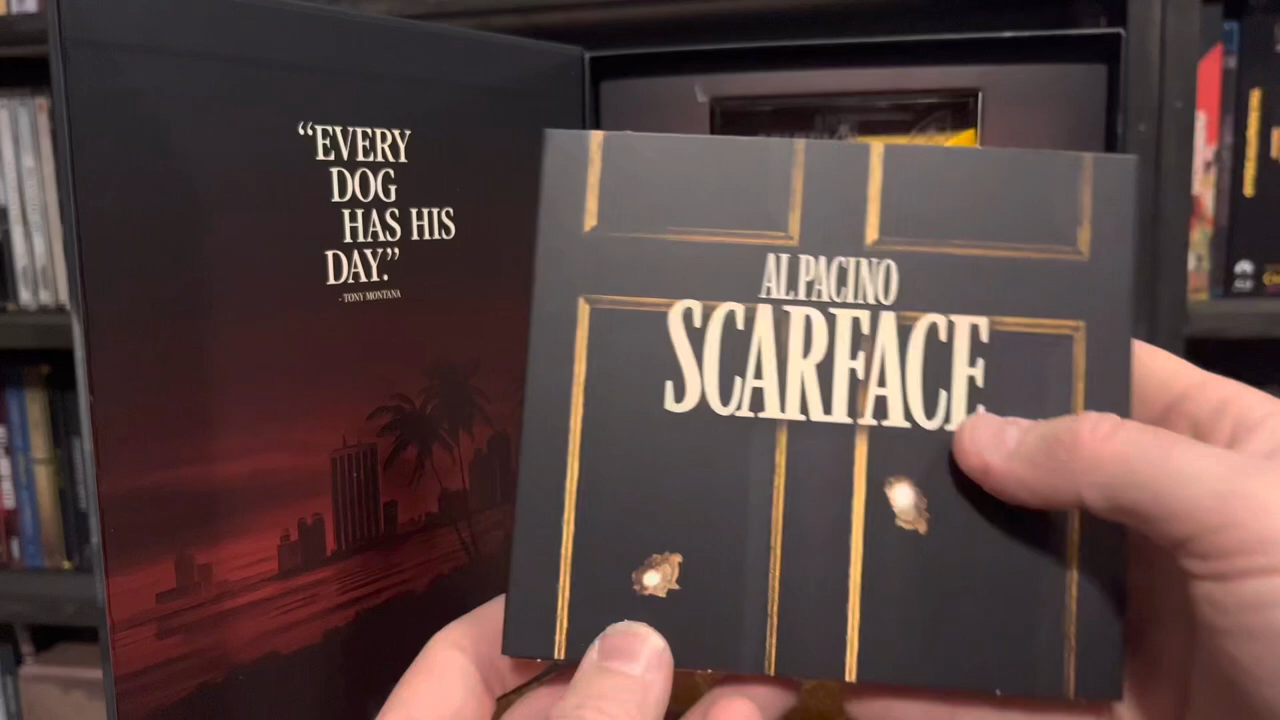 “EVERY
DOG
HAS HIS
DAY.”
- TONY MONTANA
AL PACINO
SCARFACE